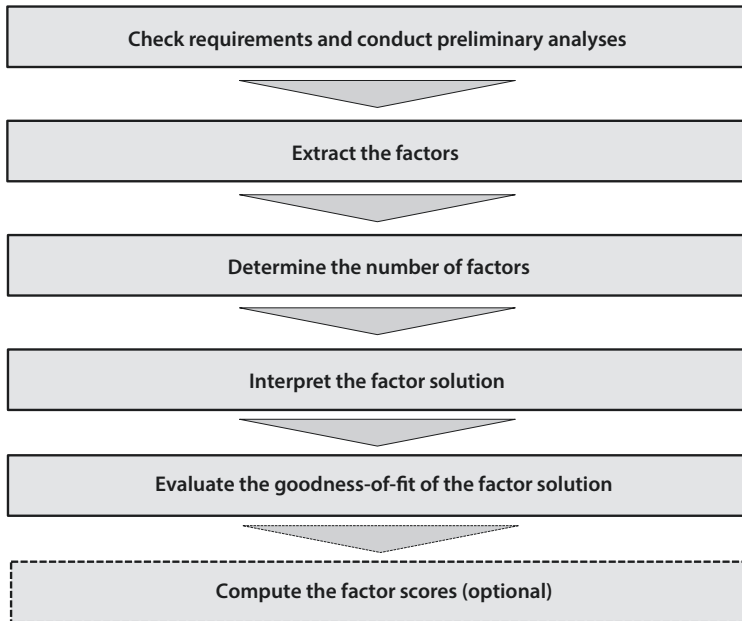 Check requirements and conduct preliminary analyses
Extract the factors
Determine the number of factors
Interpret the factor solution
Evaluate the goodness-of-fit of the factor solution
Compute the factor scores (optional)